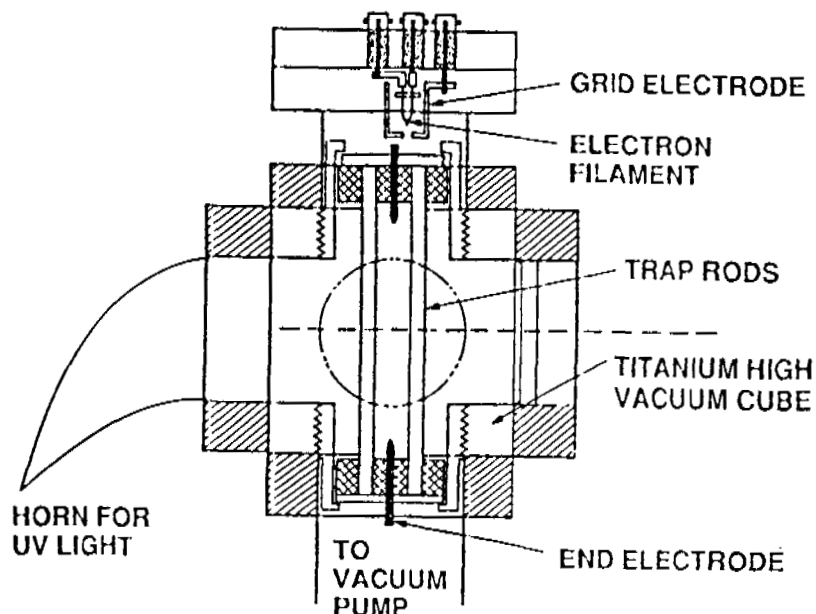 GRID ELECTRODE
ELECTRON
FILAMENT
TRAP RODS
TITANIUM HIGH
VACUUM CUBE
HORN FOR
UV LIGHT
TO
VACUUM
PUMP
END ELECTRODE